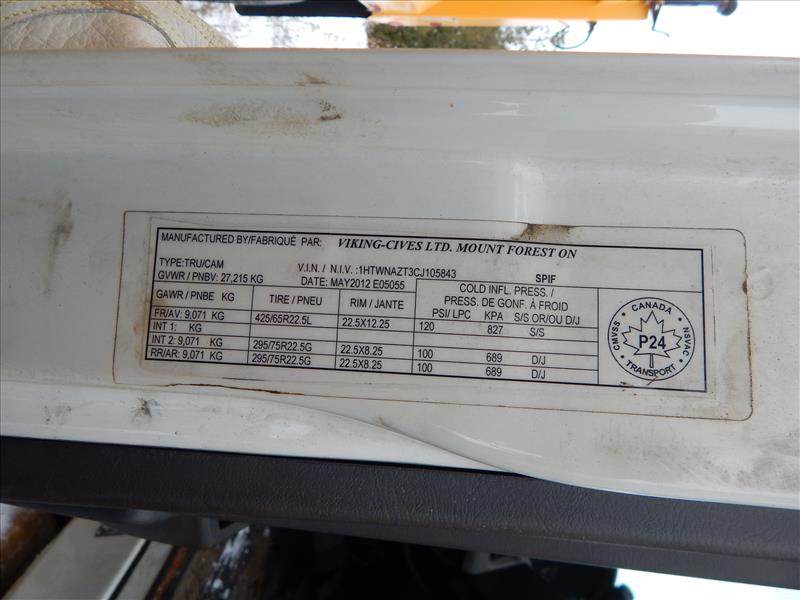 MANUFACTURED BY/FABRIQUÉ PAR: VIKING-CIVES LTD. MOUNT FOREST ON
TYPE:TRU/CAM V.I.N. / N.I.V. :1HTWNAZT3CJ105843 SPIF
GVWR / PNBV: 27,215 KG DATE: MAY2012 E05055
GAWR / PNBE KG TIRE / PNEU RIM / JANTE COLD INFL. PRESS. /
PRESS. DE GONF. À FROID
PSI/ LPC KPA S/S OR/OU D/J
FR/AV: 9,071 KG 425/65R22.5L 22.5X12.25 120 827 S/S
INT 1: KG
INT 2: 9,071 KG 295/75R22.5G 22.5X8.25 100 689 D/J
RR/AR: 9,071 KG 295/75R22.5G 22.5X8.25 100 689 D/J
CANADA
CMVSS
NSVAC
P24
TRANSPORT